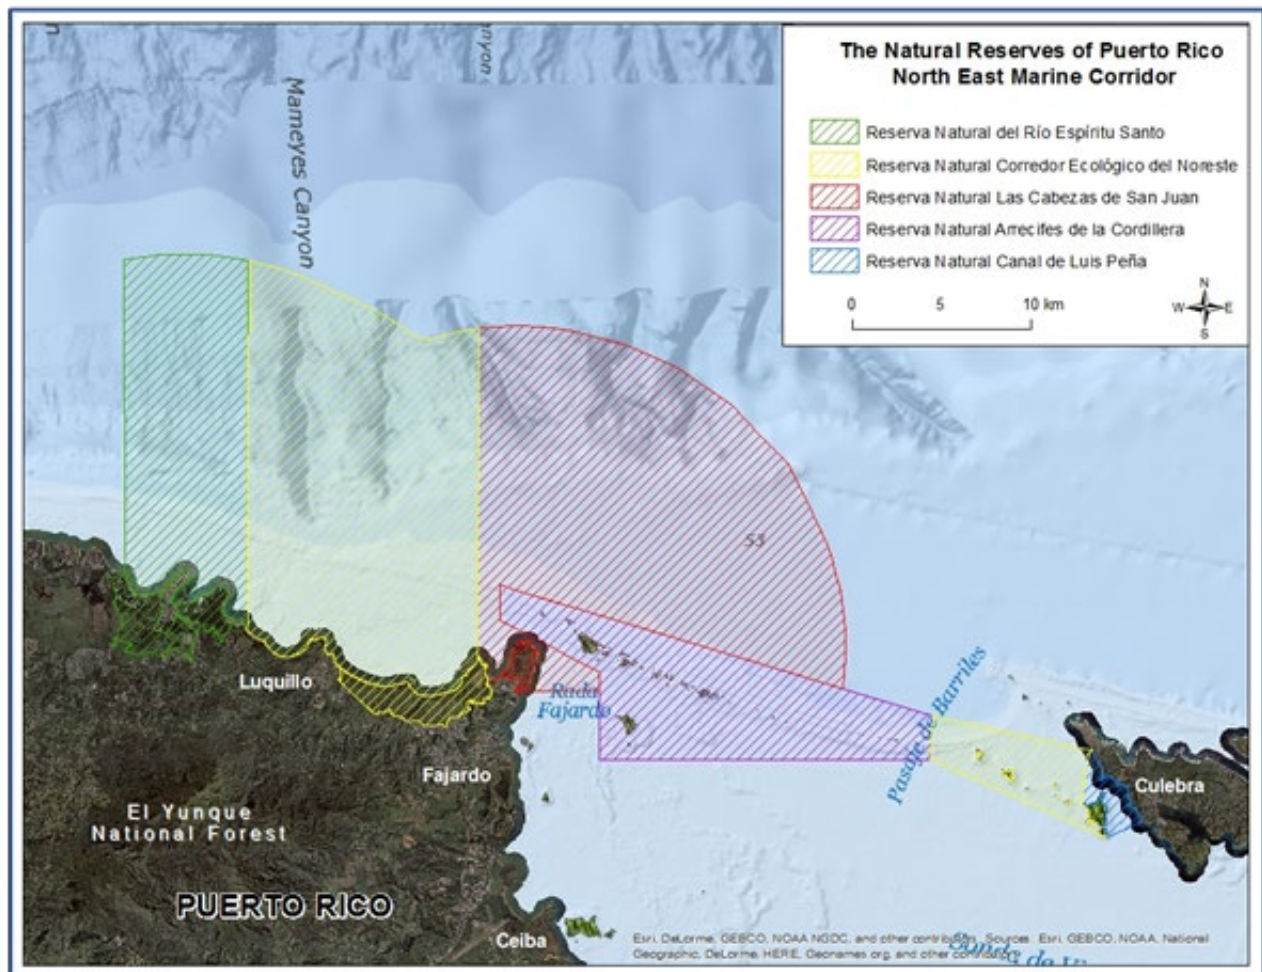 The Natural Reserves of Puerto Rico
North East Marine Corridor
Reserva Natural del Río Espíritu Santo
Reserva Natural Corredor Ecológico del Noreste
Reserva Natural Las Cabezas de San Juan
Reserva Natural Arrecifes de la Cordillera
Reserva Natural Canal de Luis Peña
0 5 10 km
N
W E
S
Mameyes Canyon
53
Luquillo
Rada
Fajardo
Pasaje de Barriles
Fajardo
Culebra
El Yunque
National Forest
PUERTO RICO
Ceiba
Esri, DeLorme, GEBCO, NOAA NGDC, and other Sources: Esri, GEBCO, NOAA, National
Geographic, DeLorme, HERE, Geonames.org, and other
Sonda de